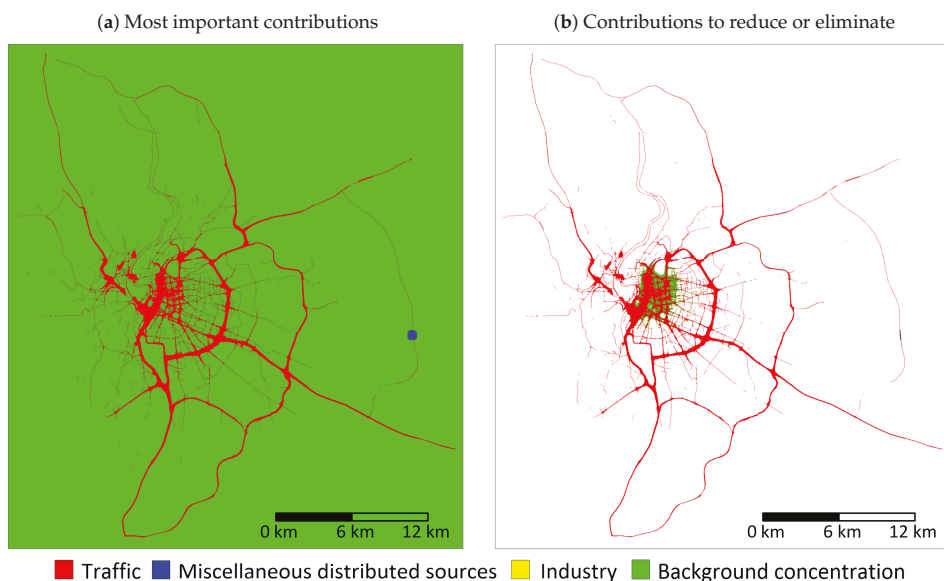 (a) Most important contributions
(b) Contributions to reduce or eliminate
0 km 6 km 12 km
0 km 6 km 12 km
Traffic Miscellaneous distributed sources Industry Background concentration